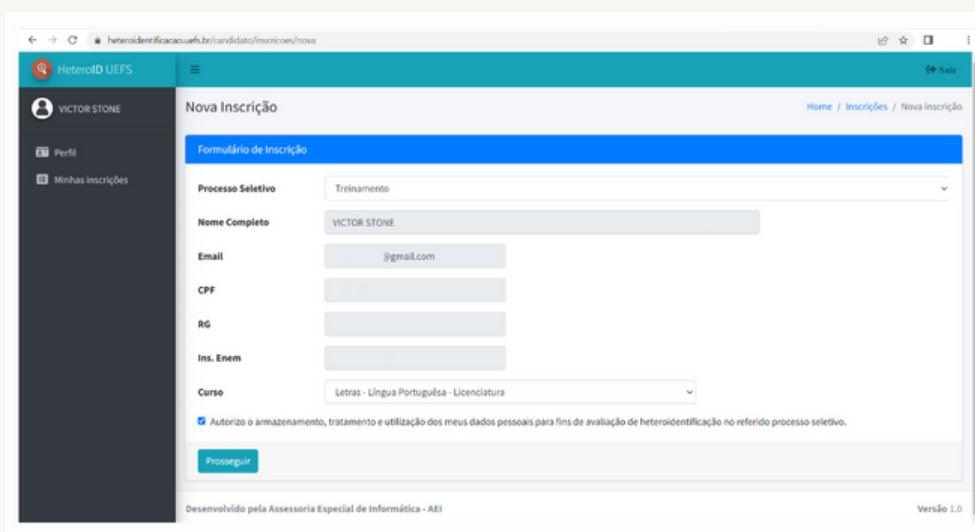 heteroidentificacao.uefs.br/candidato/inscricoes/nova
HeteroID UEFS
Sair
VICTOR STONE
Nova Inscrição
Home / Inscrições / Nova inscrição
Perfil
Minhas inscrições
Formulário de Inscrição
Processo Seletivo Treinamento
Nome Completo VICTOR STONE
Email @gmail.com
CPF
RG
Ins. Enem
Curso Letras - Língua Portuguêsa - Licenciatura
Autorizo o armazenamento, tratamento e utilização dos meus dados pessoais para fins de avaliação de heteroidentificação no referido processo seletivo.
Prosseguir
Desenvolvido pela Assessoria Especial de Informática - AEI
Versão 1.0